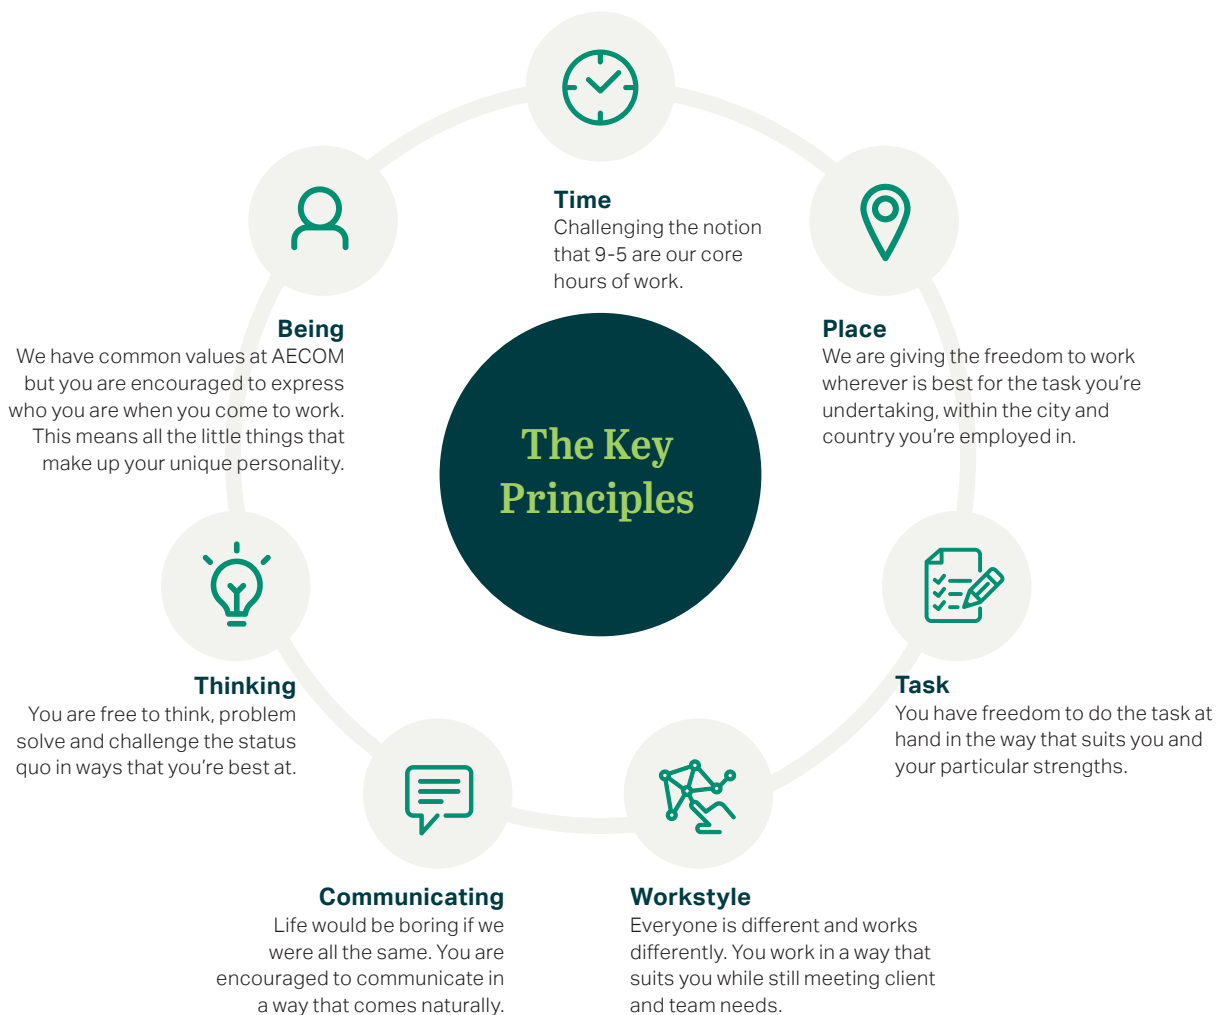 Time
Challenging the notion
that 9-5 are our core
hours of work.
Place
We are giving the freedom to work
wherever is best for the task you're
undertaking, within the city and
country you're employed in.
Task
You have freedom to do the task at
hand in the way that suits you and
your particular strengths.
Workstyle
Everyone is different and works
differently. You work in a way that
suits you while still meeting client
and team needs.
Communicating
Life would be boring if we
were all the same. You are
encouraged to communicate in
a way that comes naturally.
Thinking
You are free to think, problem
solve and challenge the status
quo in ways that you're best at.
Being
We have common values at AECOM
but you are encouraged to express
who you are when you come to work.
This means all the little things that
make up your unique personality.
The Key
Principles